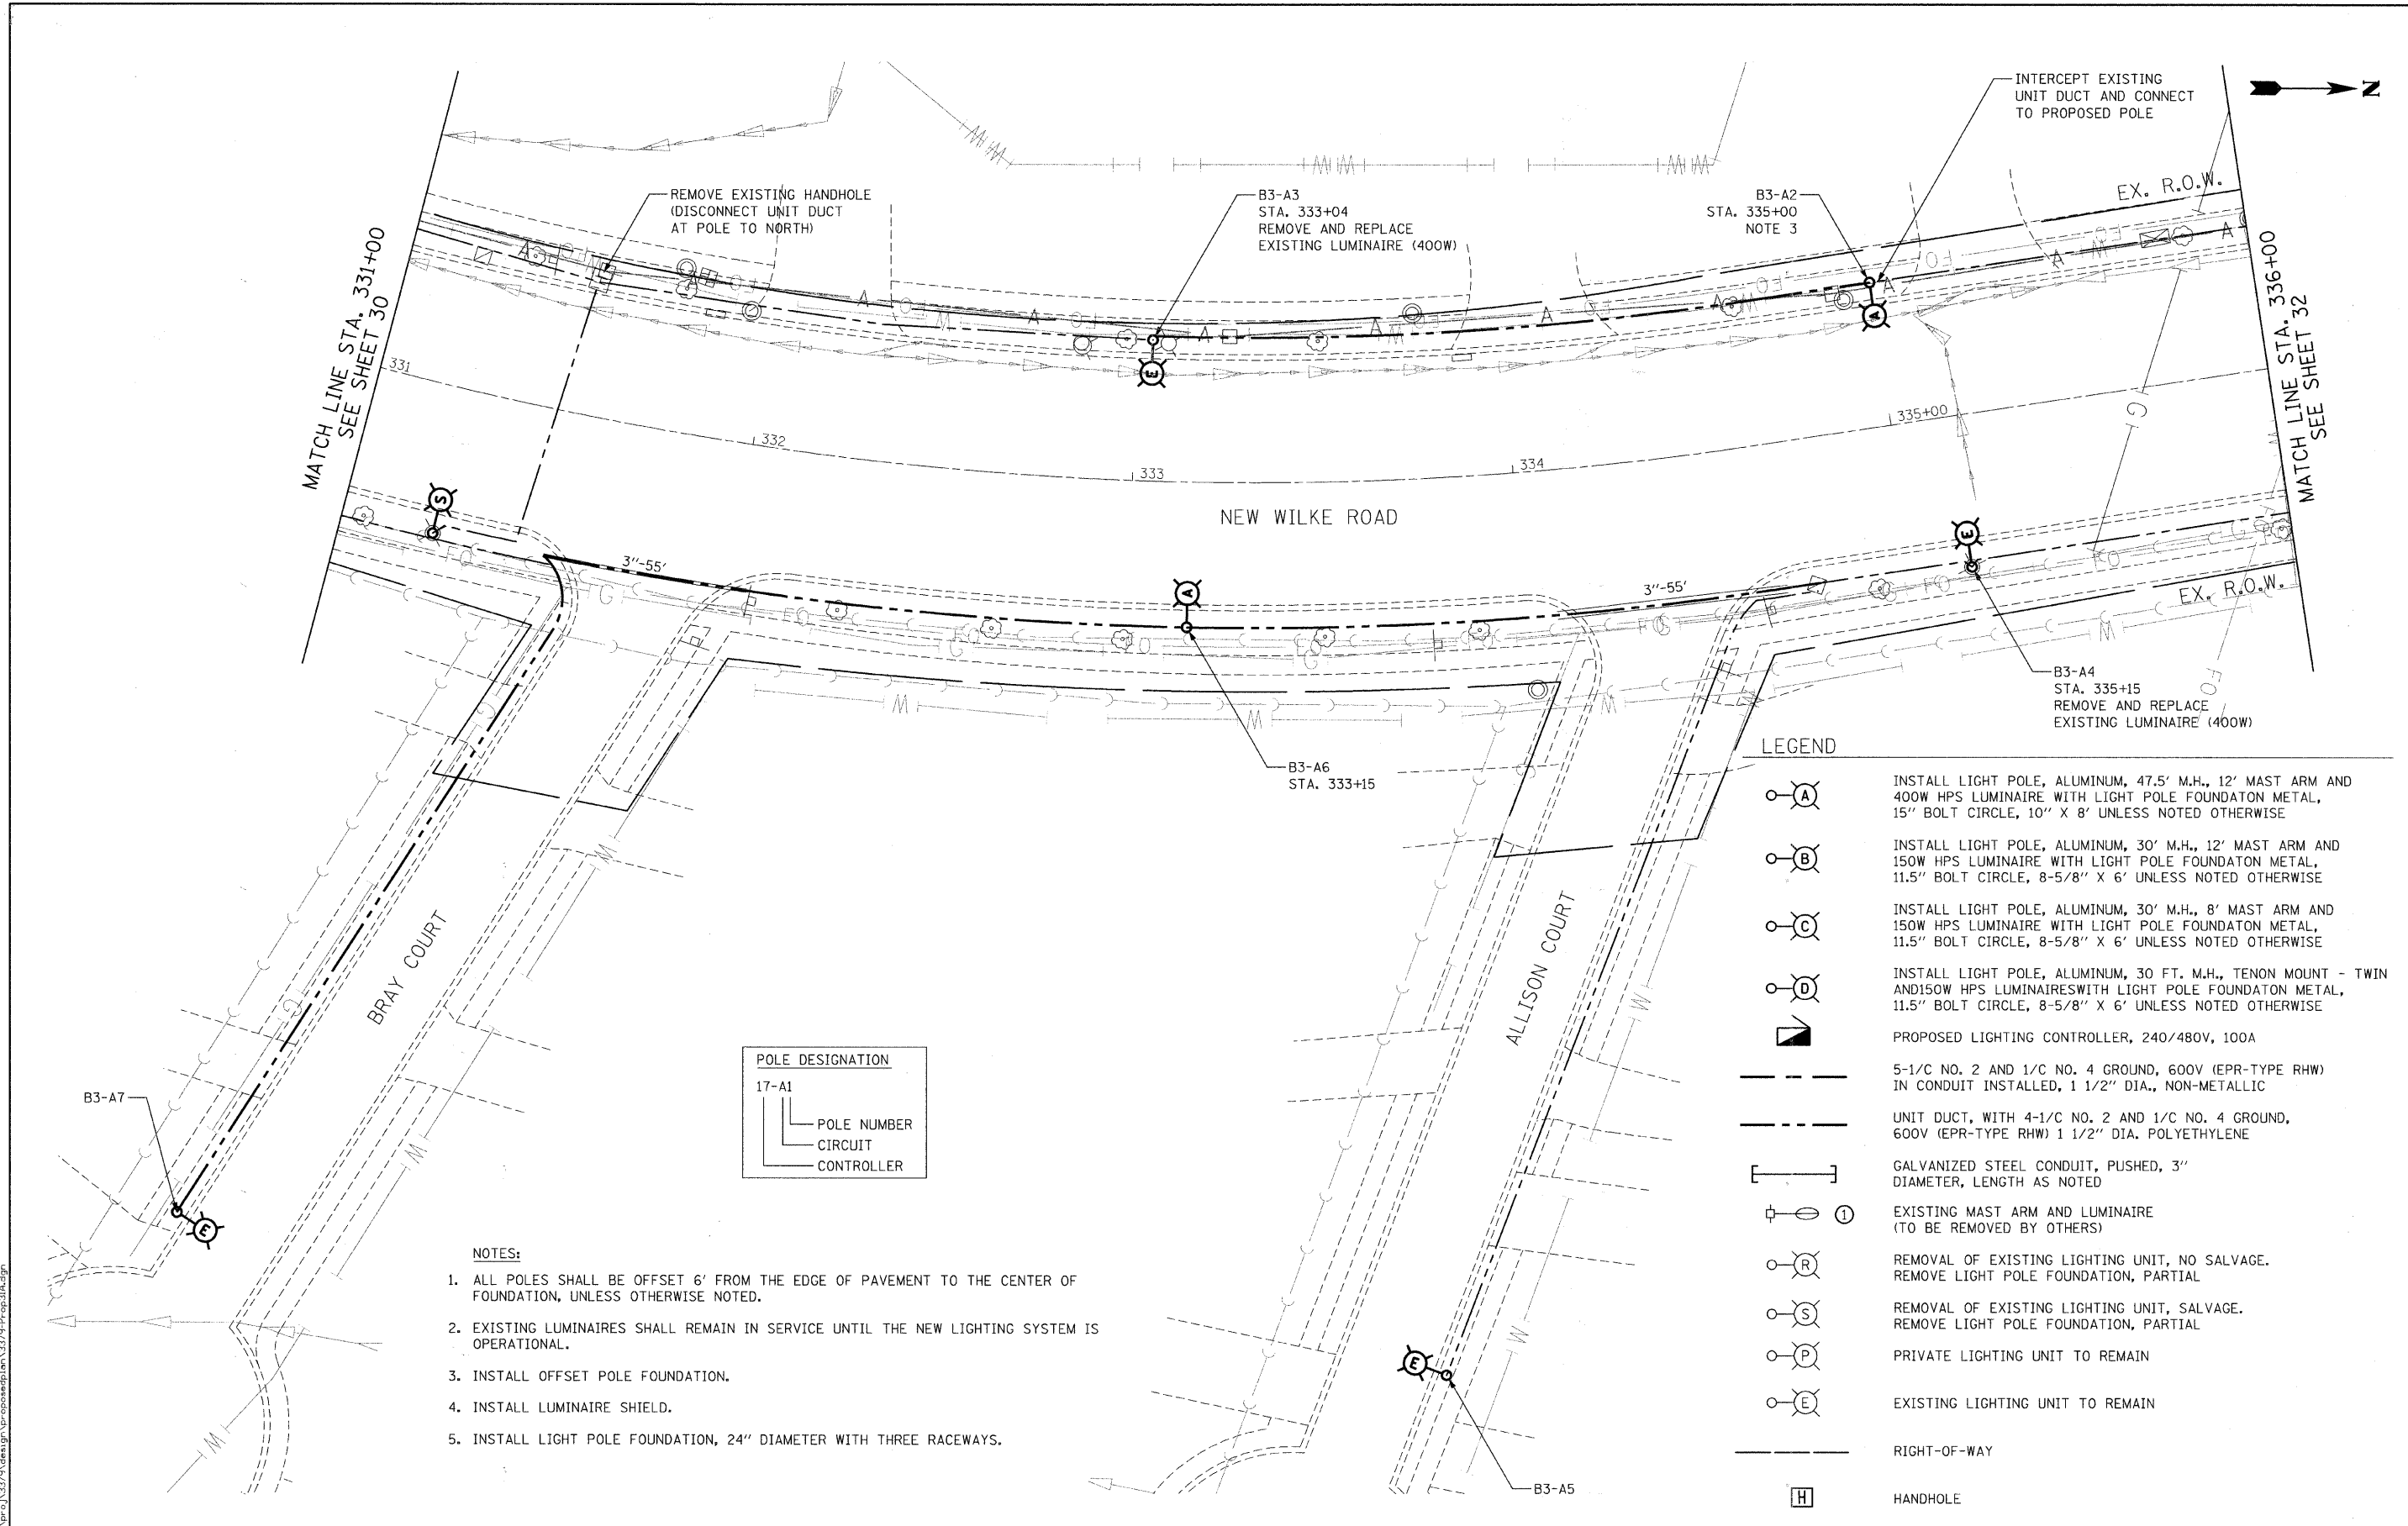 INTERCEPT EXISTING
UNIT DUCT AND CONNECT
TO PROPOSED POLE
N
REMOVE EXISTING HANDHOLE
(DISCONNECT UNIT DUCT
AT POLE TO NORTH)
B3-A3
STA. 333+04
REMOVE AND REPLACE
EXISTING LUMINAIRE (400W)
B3-A2
STA. 335+00
NOTE 3
EX. R.O.W.
MATCH LINE STA. 331+00
SEE SHEET 30
MATCH LINE STA. 336+00
SEE SHEET 32
331
332
333
334
335+00
NEW WILKE ROAD
E
A
S
A
E
3"-55'
3"-55'
EX. R.O.W.
B3-A4
STA. 335+15
REMOVE AND REPLACE
EXISTING LUMINAIRE (400W)
B3-A6
STA. 333+15
BRAY COURT
ALLISON COURT
B3-A7
E
B3-A5
E
POLE DESIGNATION
17-A1
POLE NUMBER
CIRCUIT
CONTROLLER
NOTES:
1. ALL POLES SHALL BE OFFSET 6' FROM THE EDGE OF PAVEMENT TO THE CENTER OF
FOUNDATION, UNLESS OTHERWISE NOTED.
2. EXISTING LUMINAIRES SHALL REMAIN IN SERVICE UNTIL THE NEW LIGHTING SYSTEM IS
OPERATIONAL.
3. INSTALL OFFSET POLE FOUNDATION.
4. INSTALL LUMINAIRE SHIELD.
5. INSTALL LIGHT POLE FOUNDATION, 24" DIAMETER WITH THREE RACEWAYS.
LEGEND
A INSTALL LIGHT POLE, ALUMINUM, 47.5' M.H., 12' MAST ARM AND
400W HPS LUMINAIRE WITH LIGHT POLE FOUNDATON METAL,
15" BOLT CIRCLE, 10" X 8' UNLESS NOTED OTHERWISE
B INSTALL LIGHT POLE, ALUMINUM, 30' M.H., 12' MAST ARM AND
150W HPS LUMINAIRE WITH LIGHT POLE FOUNDATON METAL,
11.5" BOLT CIRCLE, 8-5/8" X 6' UNLESS NOTED OTHERWISE
C INSTALL LIGHT POLE, ALUMINUM, 30' M.H., 8' MAST ARM AND
150W HPS LUMINAIRE WITH LIGHT POLE FOUNDATON METAL,
11.5" BOLT CIRCLE, 8-5/8" X 6' UNLESS NOTED OTHERWISE
D INSTALL LIGHT POLE, ALUMINUM, 30 FT. M.H., TENON MOUNT - TWIN
AND150W HPS LUMINAIRESWITH LIGHT POLE FOUNDATON METAL,
11.5" BOLT CIRCLE, 8-5/8" X 6' UNLESS NOTED OTHERWISE
PROPOSED LIGHTING CONTROLLER, 240/480V, 100A
5-1/C NO. 2 AND 1/C NO. 4 GROUND, 600V (EPR-TYPE RHW)
IN CONDUIT INSTALLED, 1 1/2" DIA., NON-METALLIC
UNIT DUCT, WITH 4-1/C NO. 2 AND 1/C NO. 4 GROUND,
600V (EPR-TYPE RHW) 1 1/2" DIA. POLYETHYLENE
GALVANIZED STEEL CONDUIT, PUSHED, 3"
DIAMETER, LENGTH AS NOTED
1 EXISTING MAST ARM AND LUMINAIRE
(TO BE REMOVED BY OTHERS)
R REMOVAL OF EXISTING LIGHTING UNIT, NO SALVAGE.
REMOVE LIGHT POLE FOUNDATION, PARTIAL
S REMOVAL OF EXISTING LIGHTING UNIT, SALVAGE.
REMOVE LIGHT POLE FOUNDATION, PARTIAL
P PRIVATE LIGHTING UNIT TO REMAIN
E EXISTING LIGHTING UNIT TO REMAIN
RIGHT-OF-WAY
H HANDHOLE